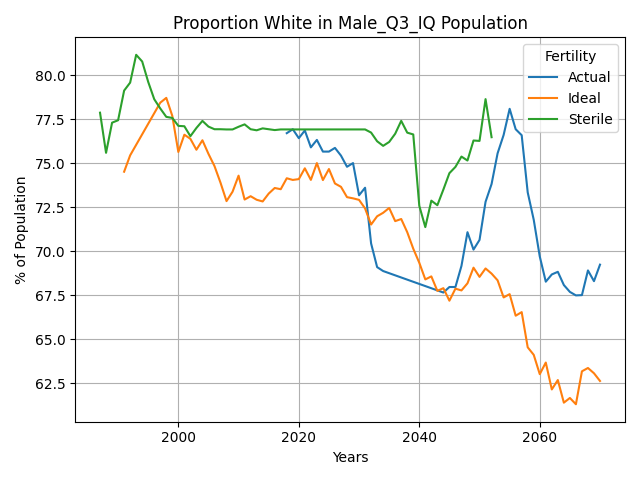 Proportion White in Male_Q3_IQ Population
Fertility
Actual
Ideal
Sterile
% of Population
80.0
77.5
75.0
72.5
70.0
67.5
65.0
62.5
2000
2020
2040
2060
Years